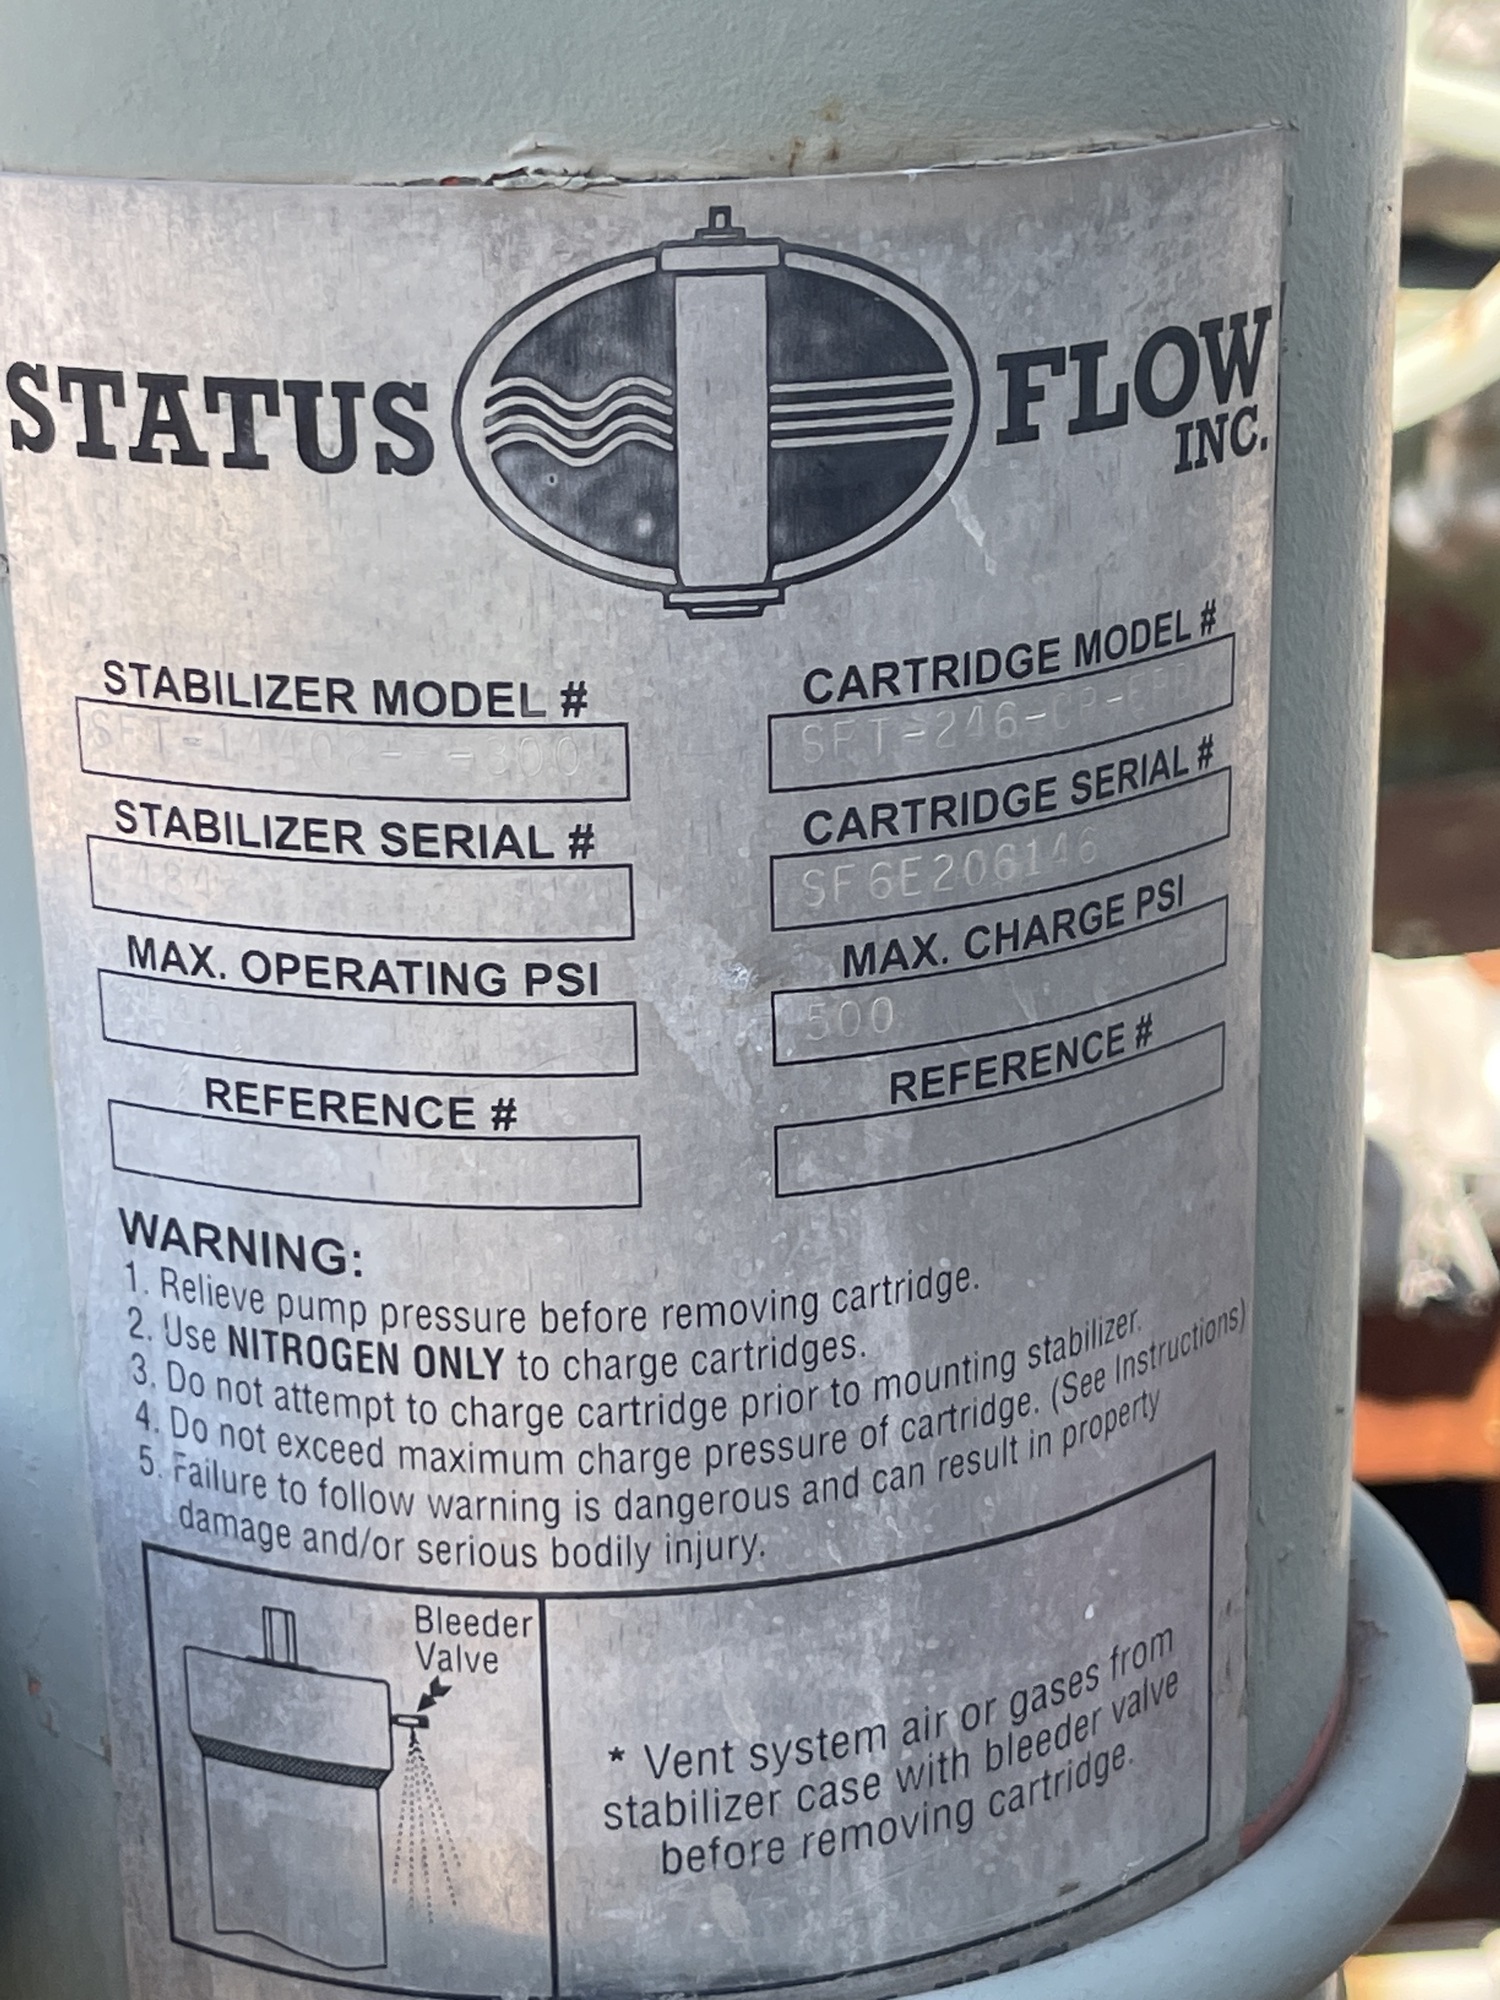 STATUS FLOW
INC.
STABILIZER MODEL #
CARTRIDGE MODEL #
STABILIZER SERIAL #
CARTRIDGE SERIAL #
SF6E206146
MAX. OPERATING PSI
MAX. CHARGE PSI
500
REFERENCE #
REFERENCE #
WARNING:
1. Relieve pump pressure before removing cartridge.
2. Use NITROGEN ONLY to charge cartridges.
3. Do not attempt to charge cartridge prior to mounting stabilizer.
4. Do not exceed maximum charge pressure of cartridge. (See Instructions)
5. Failure to follow warning is dangerous and can result in property
damage and/or serious bodily injury.
Bleeder
Valve
* Vent system air or gases from
stabilizer case with bleeder valve
before removing cartridge.